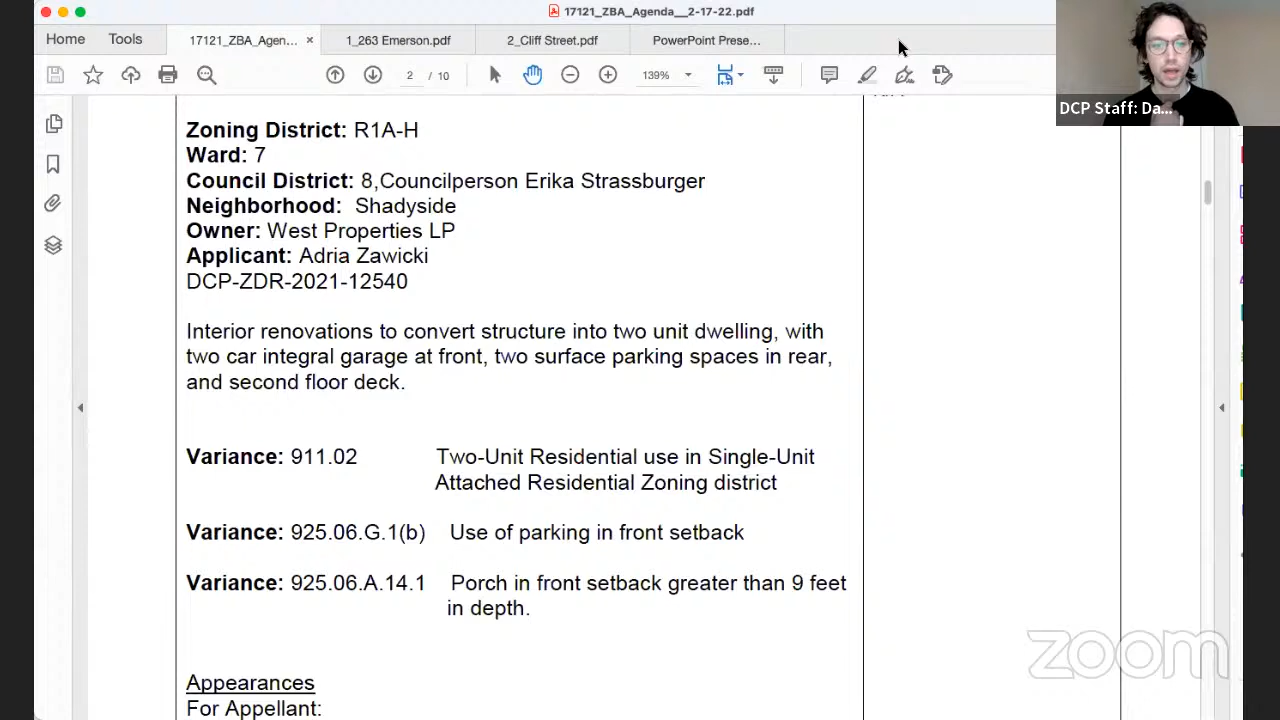 17121_ZBA_Agenda__2-17-22.pdf
Home
Tools
17121_ZBA_Agen...
1_263 Emerson.pdf
2_Cliff Street.pdf
PowerPoint Prese...
2 / 10
139%
DCP Staff: Da...
Zoning District: R1A-H
Ward: 7
Council District: 8,Councilperson Erika Strassburger
Neighborhood: Shadyside
Owner: West Properties LP
Applicant: Adria Zawicki
DCP-ZDR-2021-12540
Interior renovations to convert structure into two unit dwelling, with
two car integral garage at front, two surface parking spaces in rear,
and second floor deck.
Variance: 911.02 Two-Unit Residential use in Single-Unit
Attached Residential Zoning district
Variance: 925.06.G.1(b) Use of parking in front setback
Variance: 925.06.A.14.1 Porch in front setback greater than 9 feet
in depth.
Appearances
For Appellant:
zoom